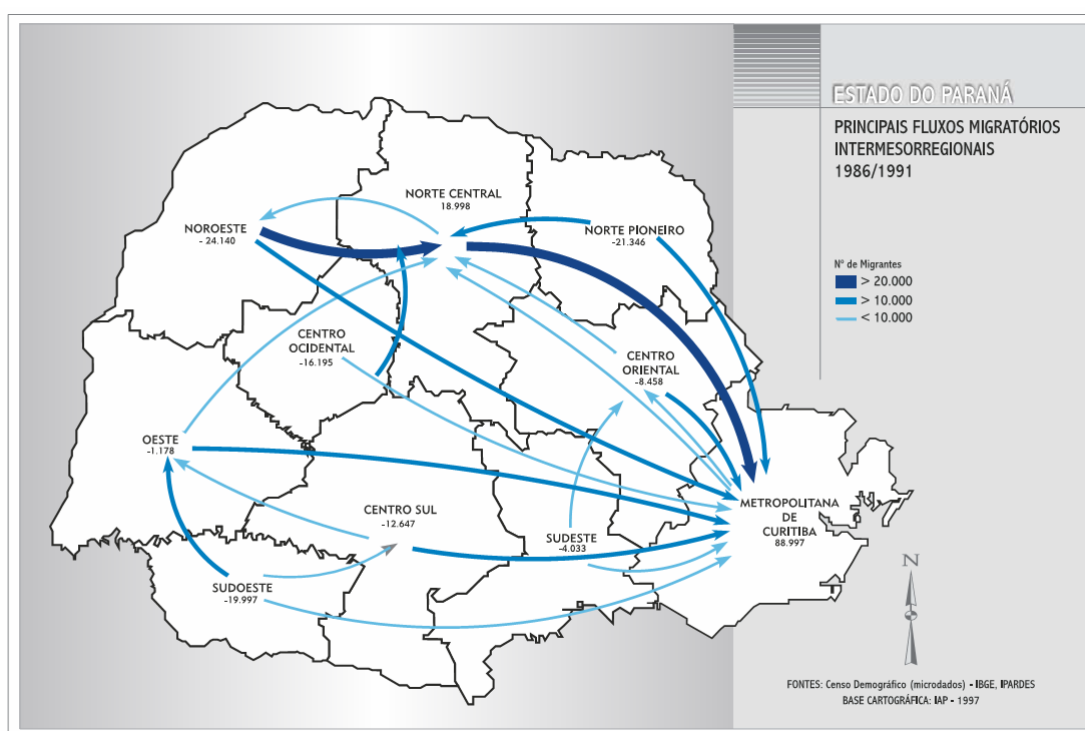 ESTADO DO PARANÁ
PRINCIPAIS FLUXOS MIGRATÓRIOS
INTERMESORREGIONAIS
1986/1991
NORTE CENTRAL
18.998
NOROESTE
- 24.140
NORTE PIONEIRO
-21.346
Nº de Migrantes
> 20.000
> 10.000
< 10.000
CENTRO
OCIDENTAL
-16.195
CENTRO
ORIENTAL
-8.458
OESTE
-1.178
METROPOLITANA
DE
CURITIBA
88.997
CENTRO SUL
-12.647
SUDESTE
-4.033
SUDOESTE
-19.997
N
FONTES: Censo Demográfico (microdados) - IBGE, IPARDES
BASE CARTOGRÁFICA: IAP - 1997